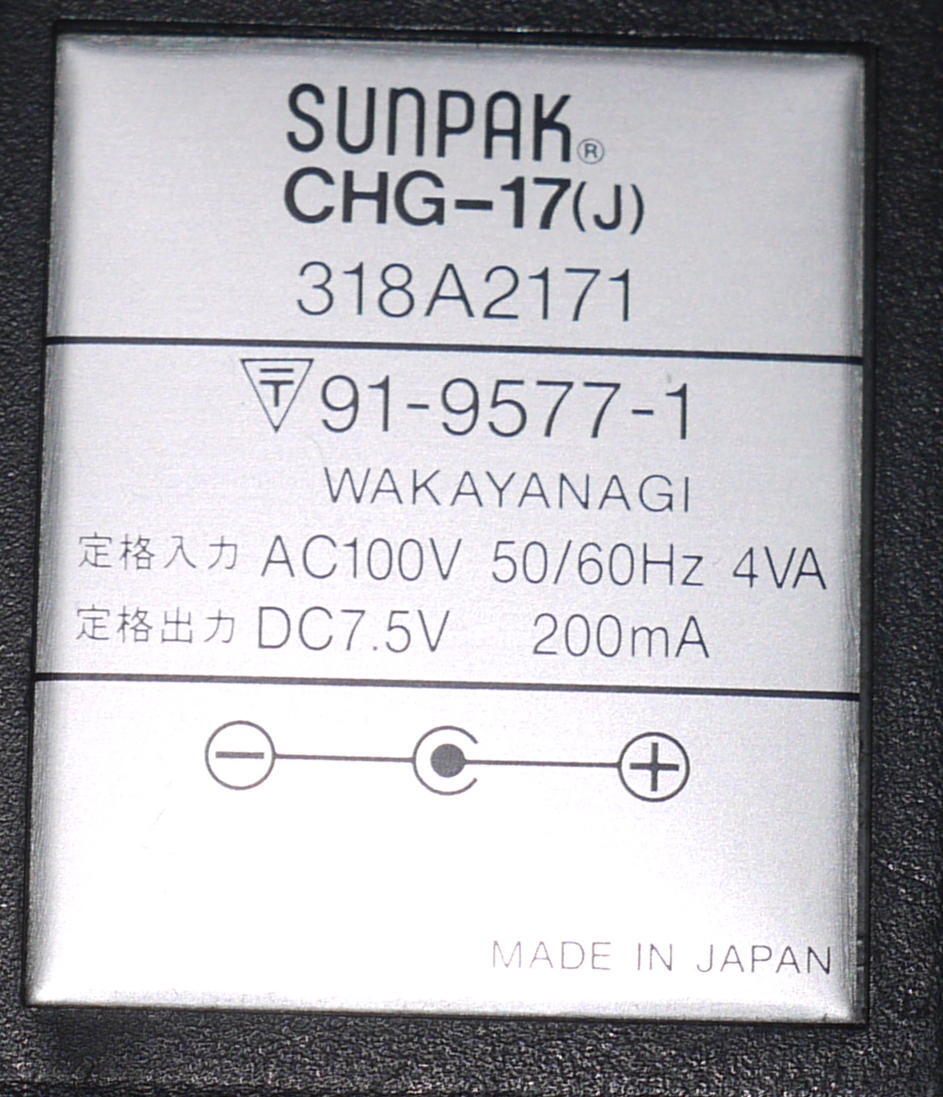 SUNPAK®
CHG-17(J)
318A2171
91-9577-1
WAKAYANAGI
定格入力 AC100V 50/60Hz 4VA
定格出力 DC7.5V 200mA
MADE IN JAPAN